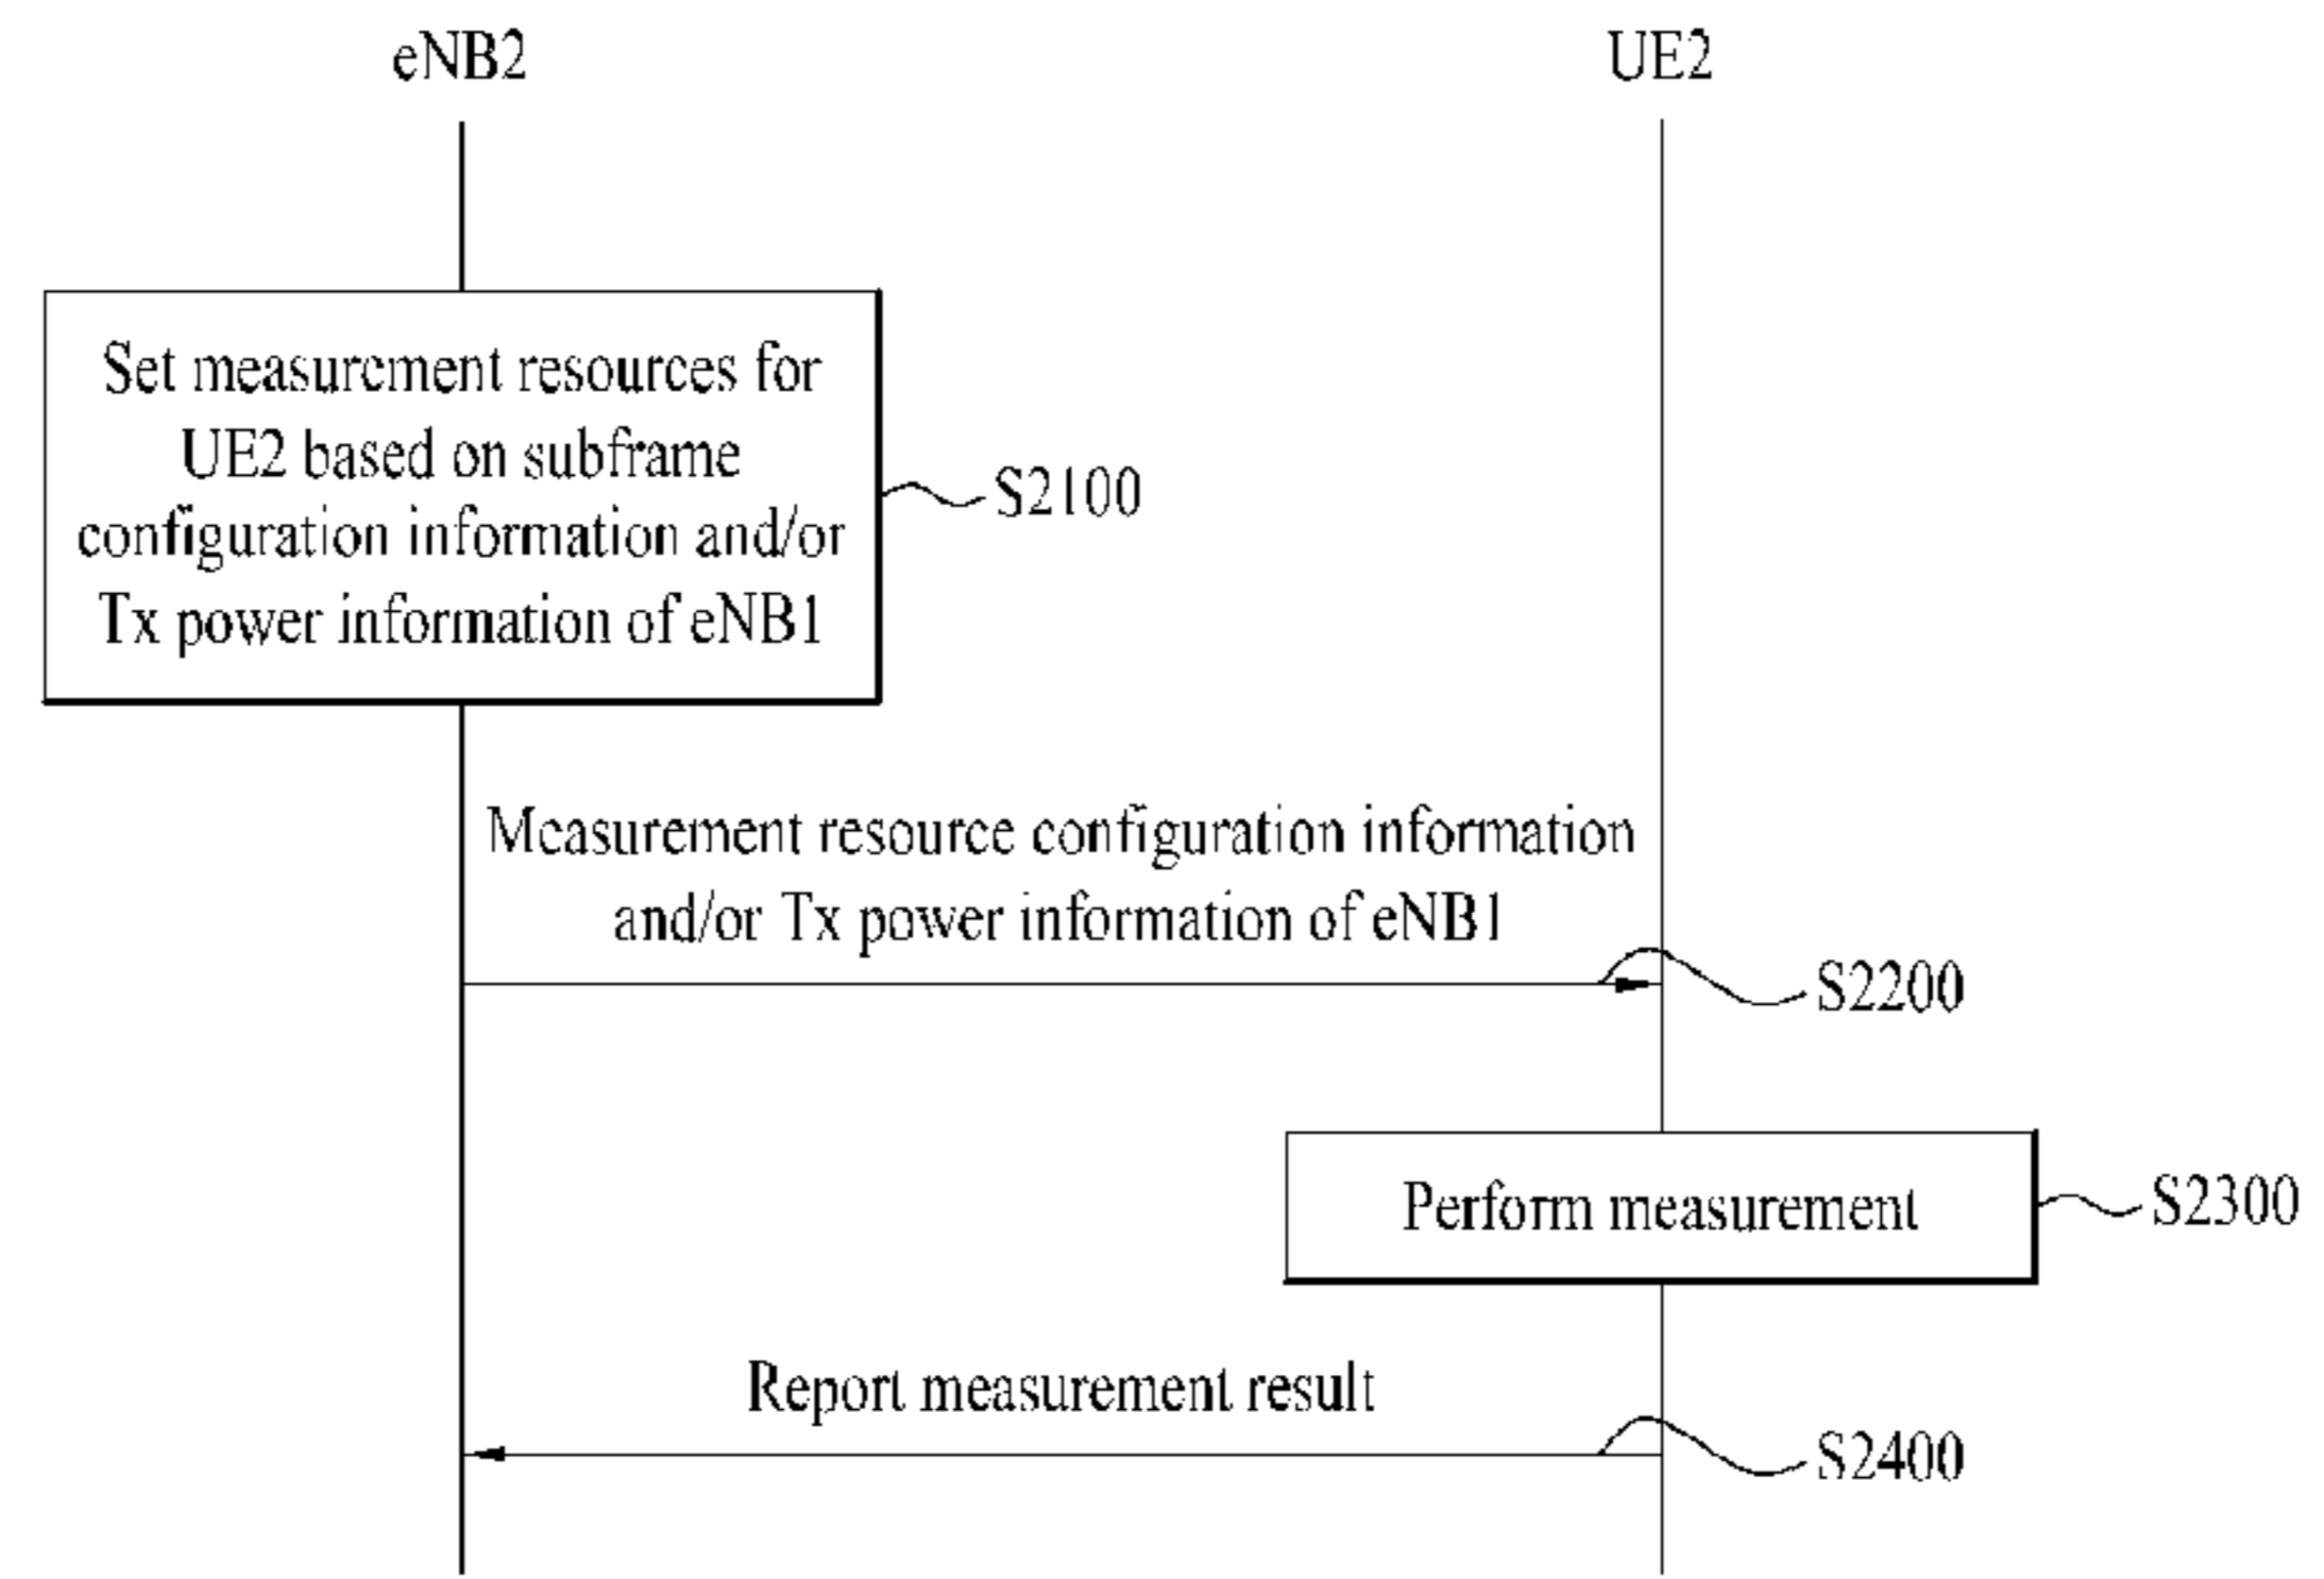 eNB2
UE2
Set measurement resources for
UE2 based on subframe
configuration information and/or
Tx power information of eNB1
S2100
Measurement resource configuration information
and/or Tx power information of eNB1
S2200
Perform measurement
S2300
Report measurement result
S2400